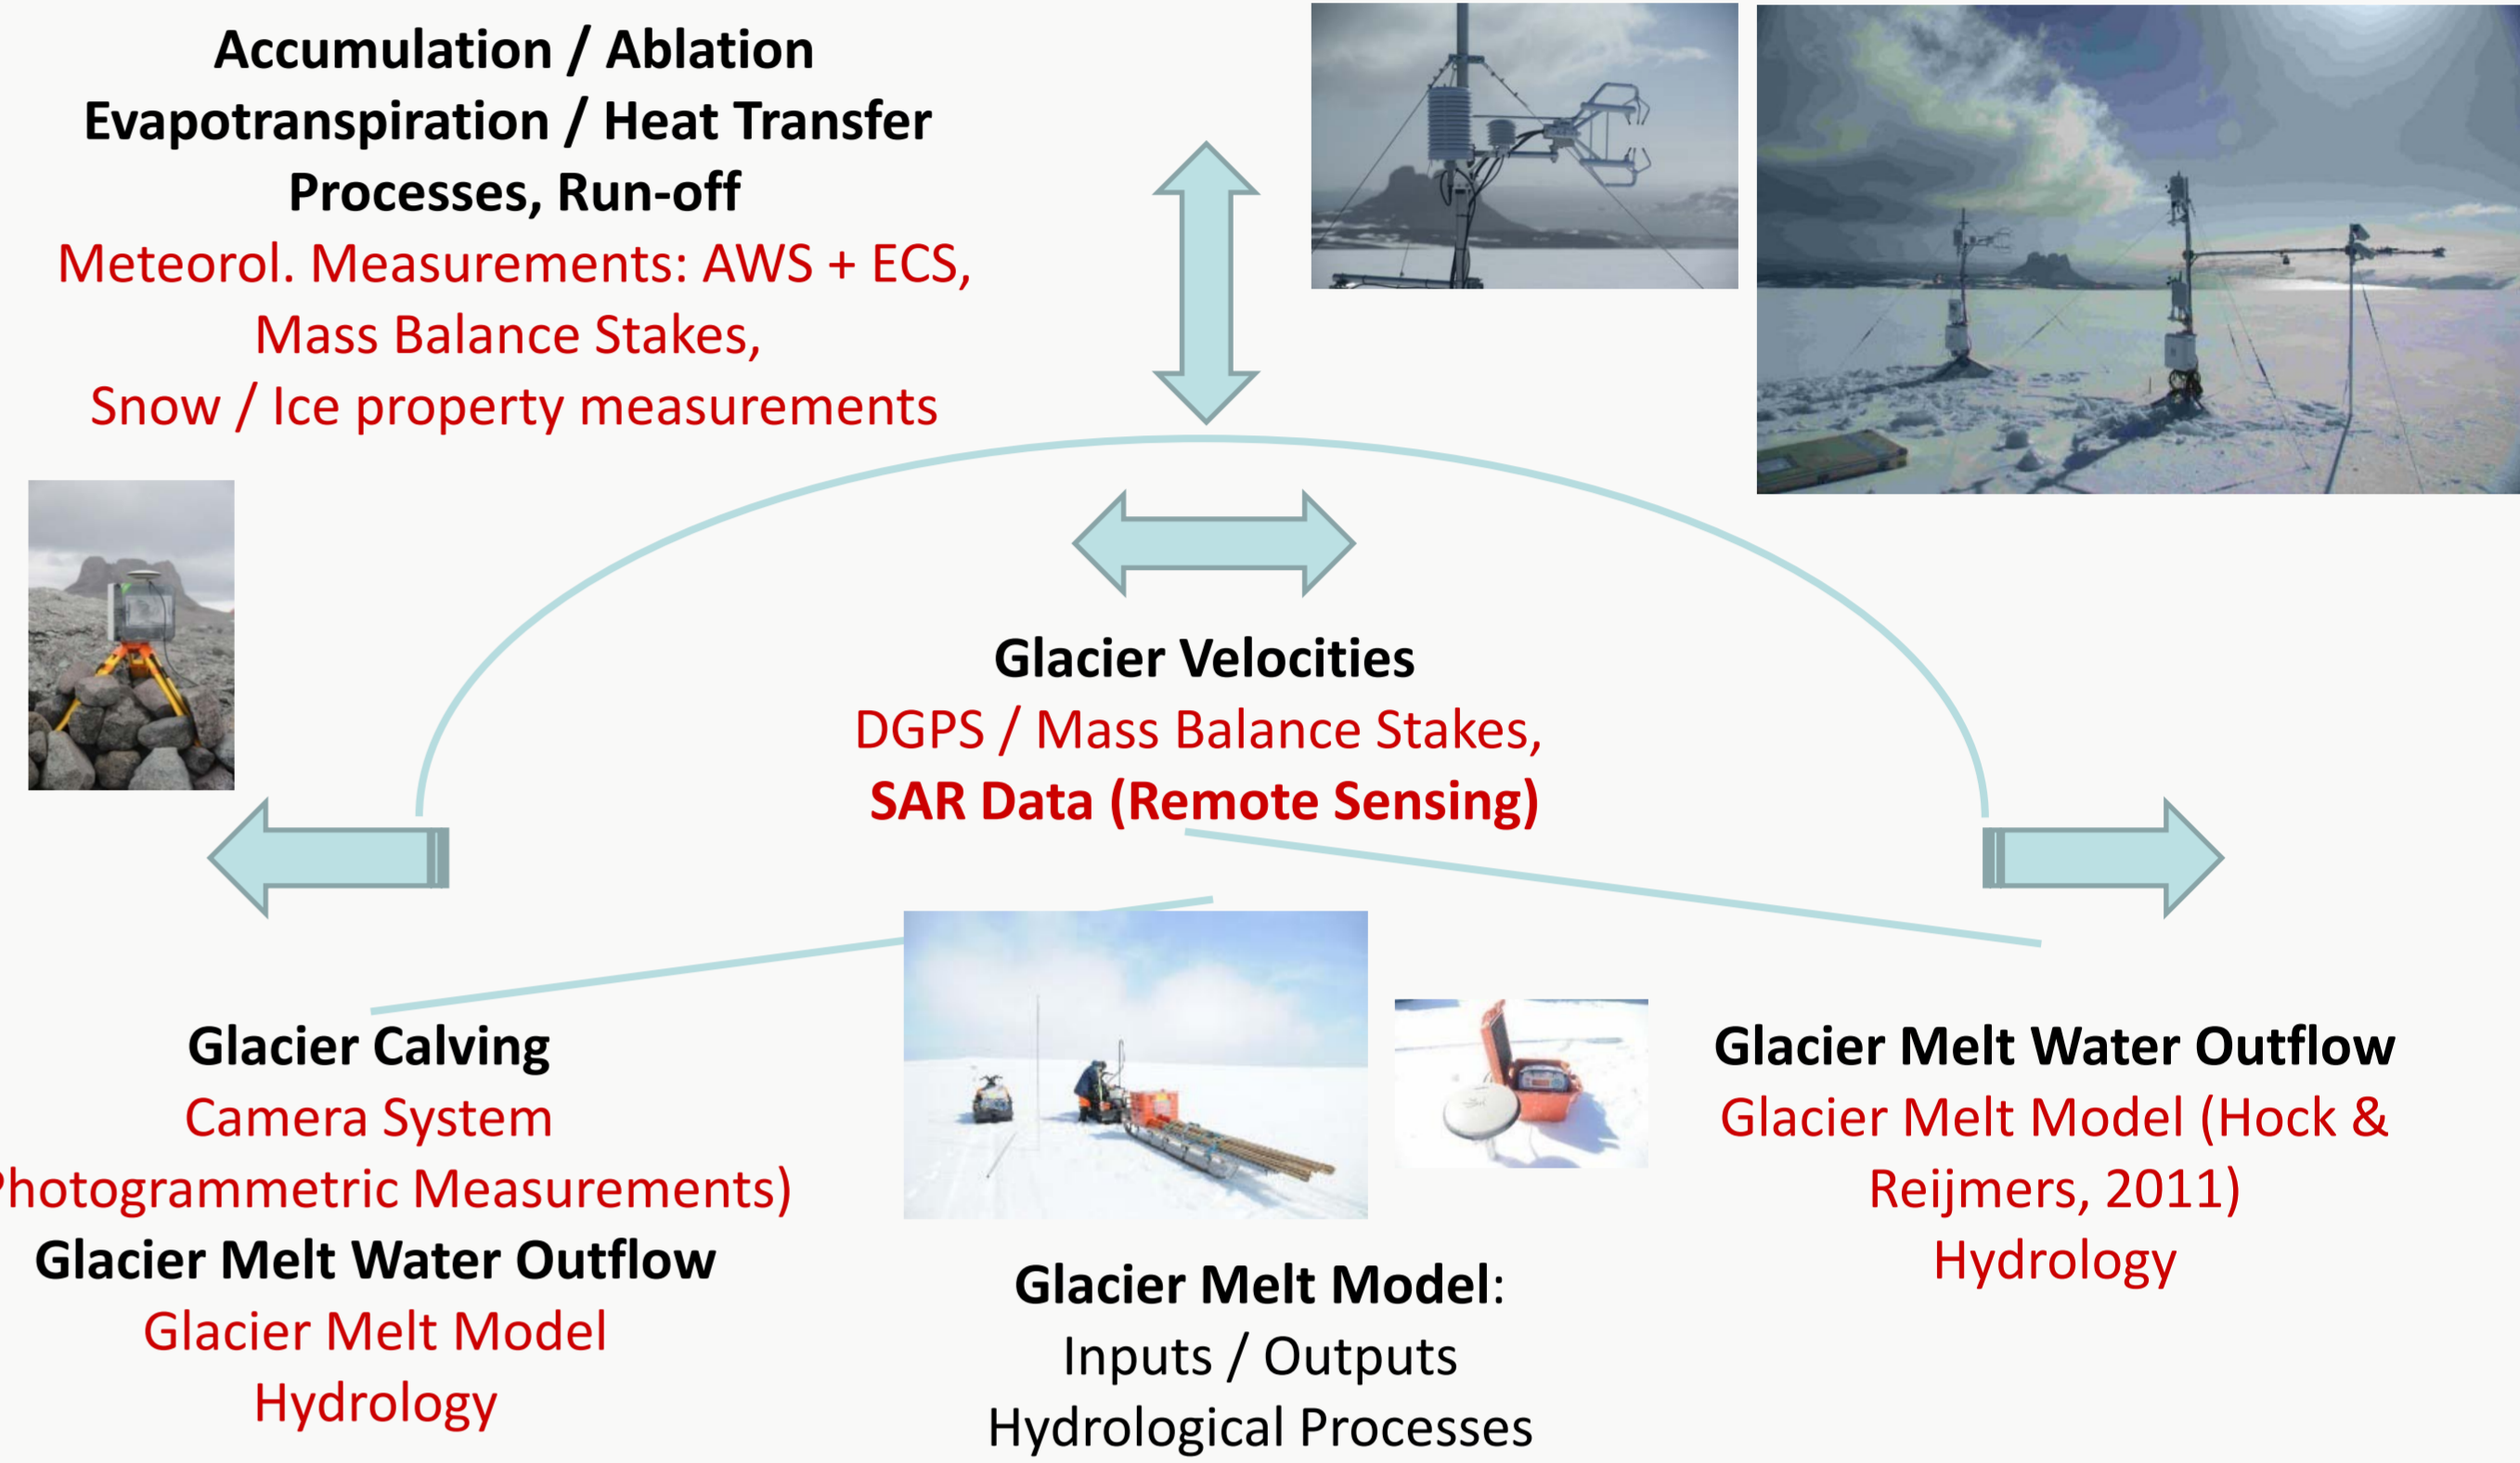 Accumulation / Ablation
Evapotranspiration / Heat Transfer
Processes, Run-off
Meteorol. Measurements: AWS + ECS,
Mass Balance Stakes,
Snow / Ice property measurements
Glacier Velocities
DGPS / Mass Balance Stakes,
SAR Data (Remote Sensing)
Glacier Calving
Camera System
Photogrammetric Measurements)
Glacier Melt Water Outflow
Glacier Melt Model
Hydrology
Glacier Melt Model:
Inputs / Outputs
Hydrological Processes
Glacier Melt Water Outflow
Glacier Melt Model (Hock &
Reijmers, 2011)
Hydrology